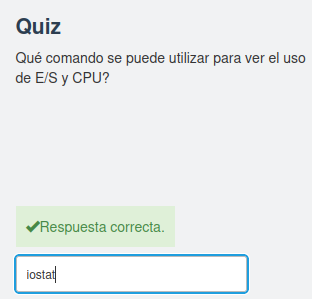 Quiz
Qué comando se puede utilizar para ver el uso
de E/S y CPU?
Respuesta correcta.
iostat